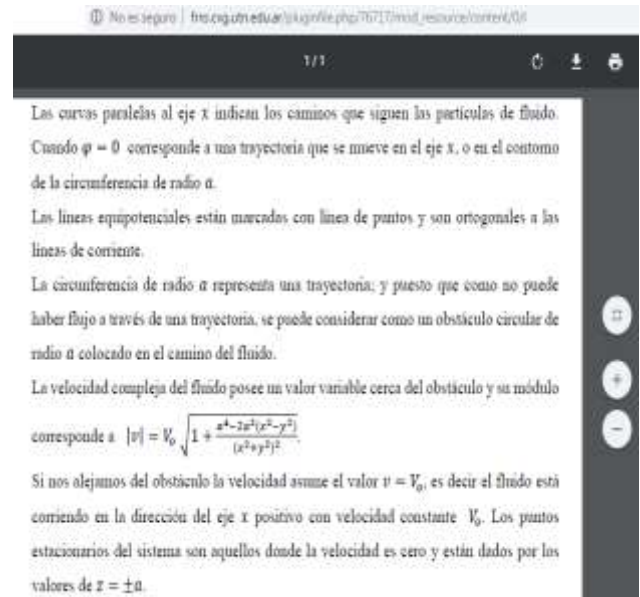 No es seguro | frro.cvg.utn.edu.ar/pluginfile.php/76717/mod_resource/content/0/
1 / 1
Las curvas paralelas al eje x indican los caminos que siguen las partículas de fluido.
Cuando φ = 0 corresponde a una trayectoria que se mueve en el eje x, o en el contorno
de la circunferencia de radio a.
Las líneas equipotenciales están marcadas con línea de puntos y son ortogonales a las
líneas de corriente.
La circunferencia de radio a representa una trayectoria; y puesto que como no puede
haber flujo a través de una trayectoria, se puede considerar como un obstáculo circular de
radio a colocado en el camino del fluido.
La velocidad compleja del fluido posee un valor variable cerca del obstáculo y su módulo
corresponde a |v| = V₀ √(1 + (a⁴−2a²(x²−y²))/(x²+y²)²).
Si nos alejamos del obstáculo la velocidad asume el valor v = V₀, es decir el fluido está
corriendo en la dirección del eje x positivo con velocidad constante V₀. Los puntos
estacionarios del sistema son aquellos donde la velocidad es cero y están dados por los
valores de z = ±a.